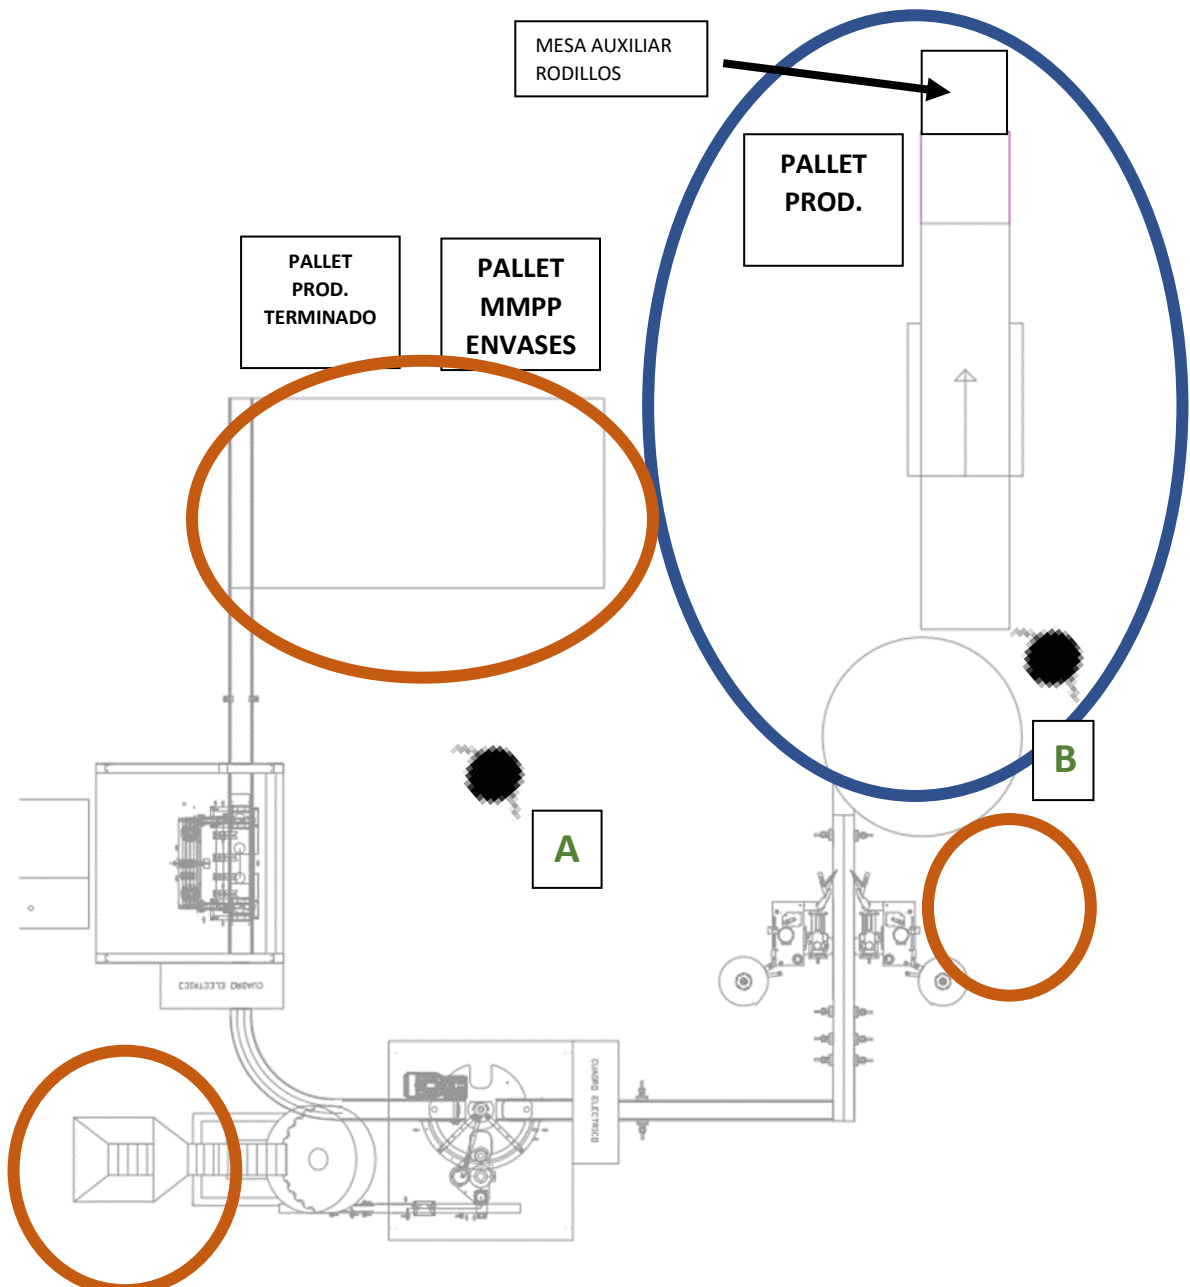 MESA AUXILIAR
RODILLOS
PALLET
PROD.
PALLET
PROD.
TERMINADO
PALLET
MMPP
ENVASES
B
A
CUADRO ELECTRICO
CUADRO ELECTRICO